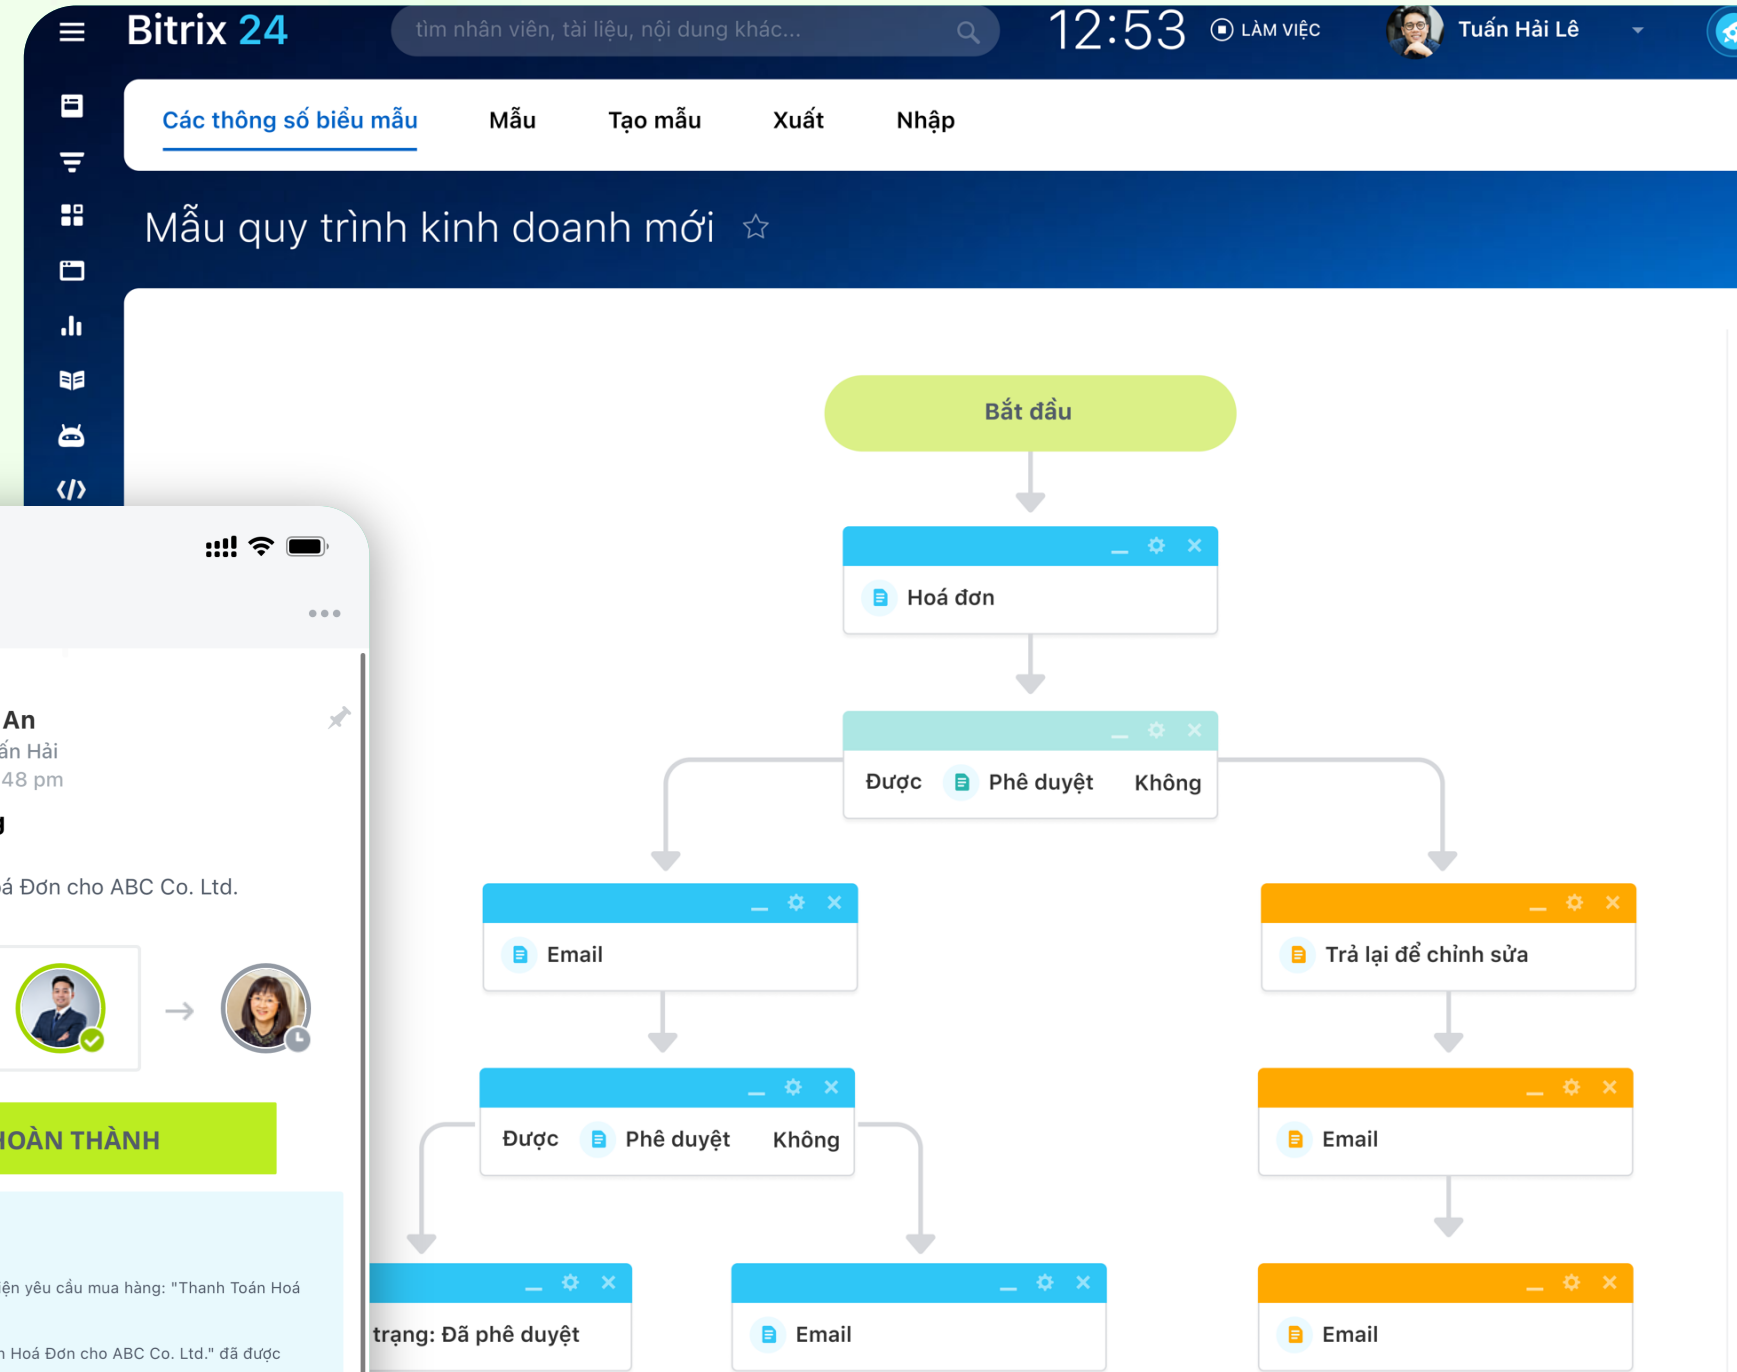 Bitrix 24
tìm nhân viên, tài liệu, nội dung khác...
12:53
LÀM VIỆC
Tuấn Hải Lê
Các thông số biểu mẫu
Mẫu
Tạo mẫu
Xuất
Nhập
Mẫu quy trình kinh doanh mới
Bắt đầu
Hoá đơn
Được
Phê duyệt
Không
Email
Trả lại để chỉnh sửa
Được
Phê duyệt
Không
Email
trạng: Đã phê duyệt
Email
Email
An
Hải
48 pm
Đơn cho ABC Co. Ltd.
HOÀN THÀNH
yêu cầu mua hàng: "Thanh Toán Hoá
Hoá Đơn cho ABC Co. Ltd." đã được